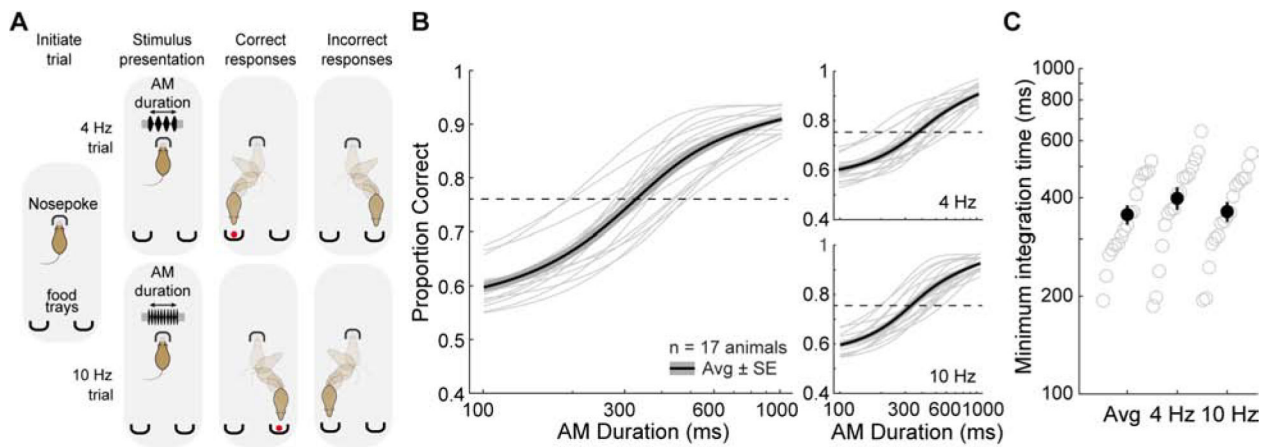 A
Initiate
trial
Stimulus
presentation
Correct
responses
Incorrect
responses
AM
duration
4 Hz
trial
Nosepoke
food
trays
AM
duration
10 Hz
trial
B
Proportion Correct
1
0.9
0.8
0.7
0.6
0.5
0.4
n = 17 animals
Avg ± SE
100
300
600
1000
AM Duration (ms)
1
0.8
0.6
0.4
4 Hz
1
0.8
0.6
0.4
10 Hz
100
300
600
1000
AM Duration (ms)
C
Minimum integration time (ms)
1000
800
600
400
200
100
Avg
4 Hz
10 Hz